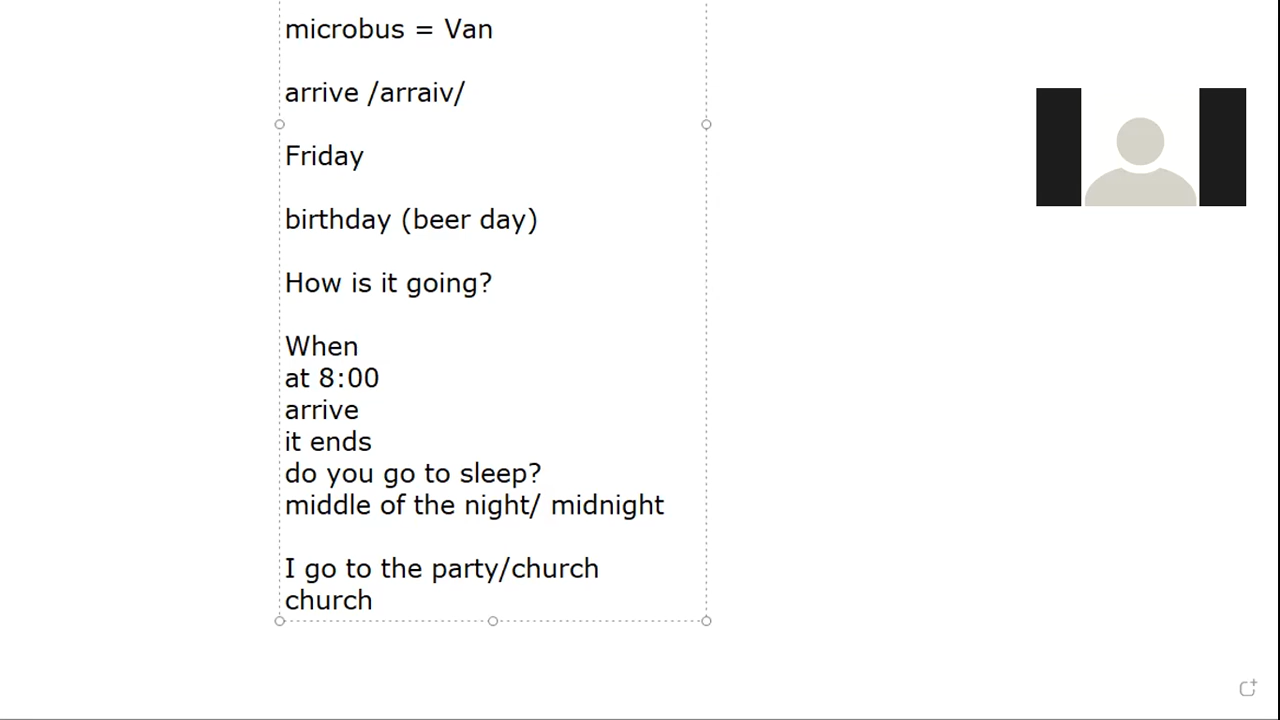 microbus = Van
arrive /arraiv/
Friday
birthday (beer day)
How is it going?
When
at 8:00
arrive
it ends
do you go to sleep?
middle of the night/ midnight
I go to the party/church
church